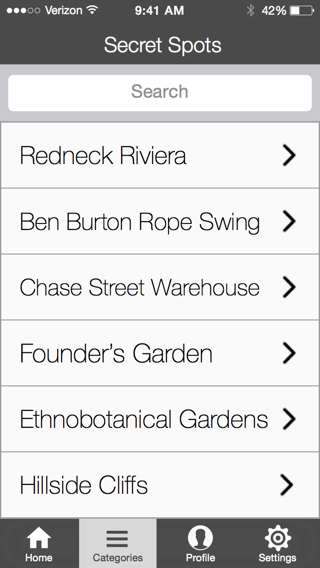 Verizon 9:41 AM 42%
Secret Spots
Search
Redneck Riviera
Ben Burton Rope Swing
Chase Street Warehouse
Founder's Garden
Ethnobotanical Gardens
Hillside Cliffs
Home Categories Profile Settings